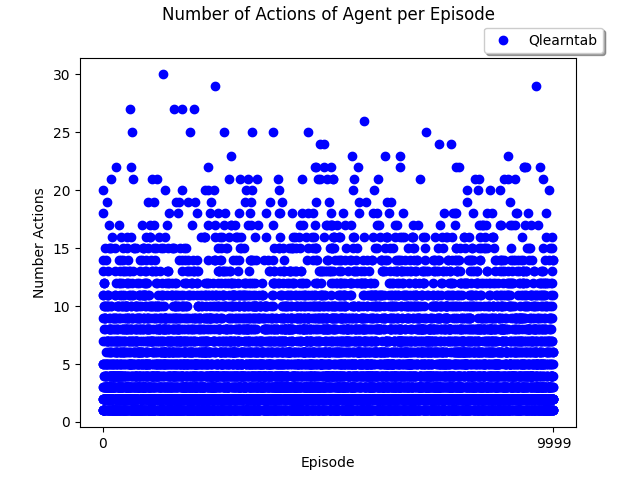 Number of Actions of Agent per Episode
Qlearntab
30
25
20
15
10
5
0
Number Actions
0
9999
Episode